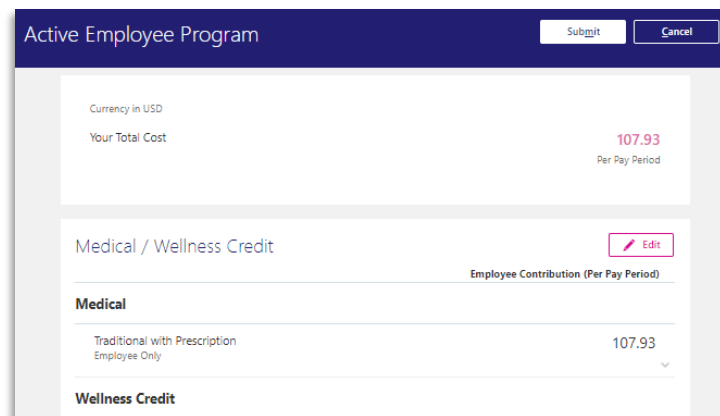 Active Employee Program
Submit
Cancel
Currency in USD
Your Total Cost
107.93
Per Pay Period
Medical / Wellness Credit
Edit
Employee Contribution (Per Pay Period)
Medical
Traditional with Prescription
107.93
Employee Only
Wellness Credit